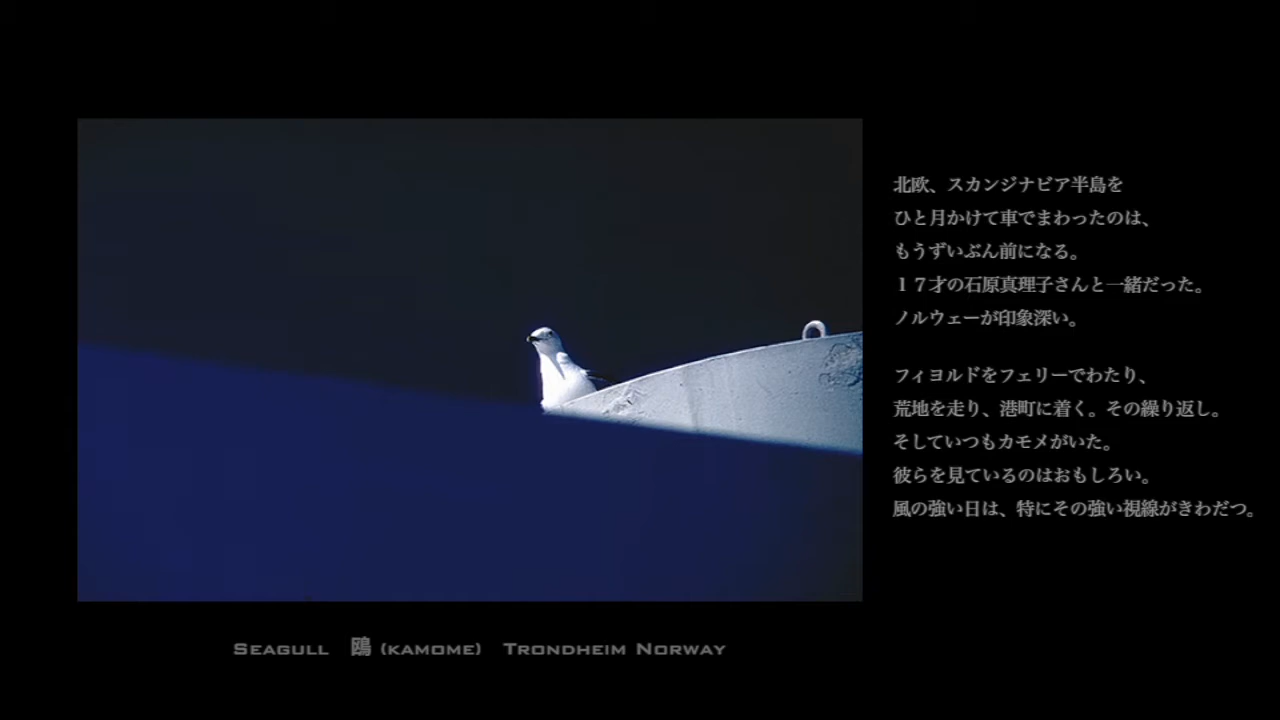 北欧、スカンジナビア半島を
ひと月かけて車でまわったのは、
もうずいぶん前になる。
１７才の石原真理子さんと一緒だった。
ノルウェーが印象深い。
フィヨルドをフェリーでわたり、
荒地を走り、港町に着く。その繰り返し。
そしていつもカモメがいた。
彼らを見ているのはおもしろい。
風の強い日は、特にその強い視線がきわだつ。
Seagull 鴎 (kamome) Trondheim Norway